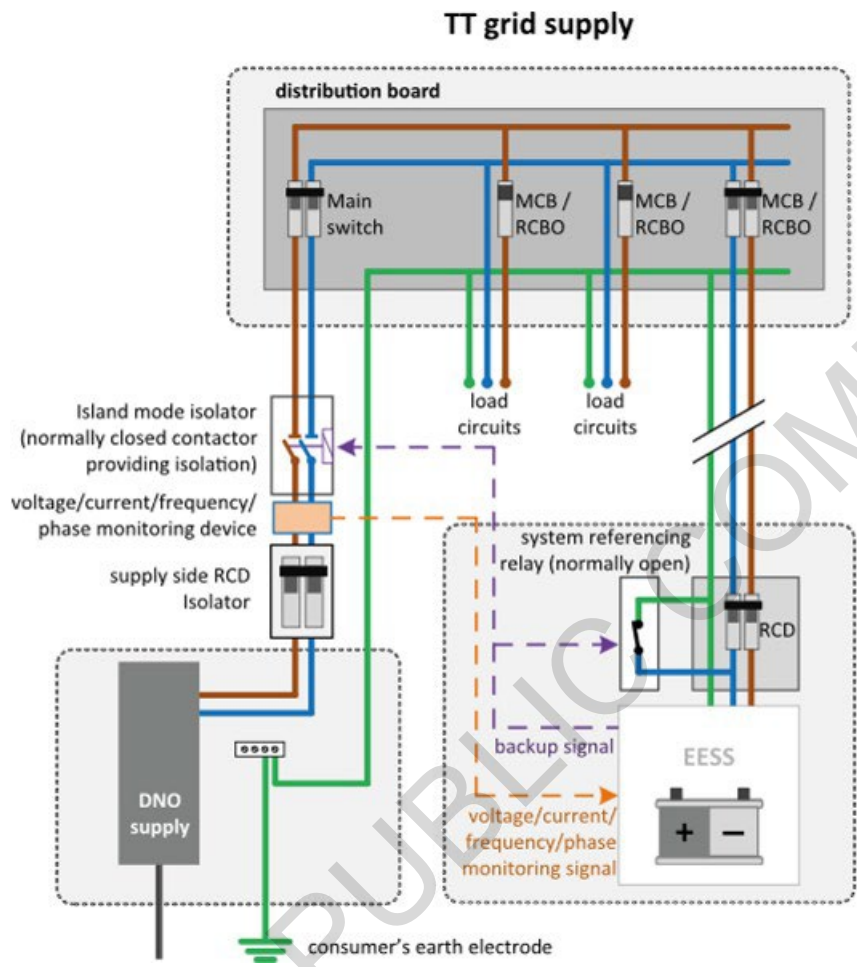 TT grid supply
distribution board
Main
switch
MCB /
RCBO
MCB /
RCBO
MCB /
RCBO
load
circuits
load
circuits
Island mode isolator
(normally closed contactor
providing isolation)
voltage/current/frequency/
phase monitoring device
supply side RCD
Isolator
system referencing
relay (normally open)
RCD
backup signal
EESS
voltage/current/
frequency/phase
monitoring signal
+ −
DNO
supply
consumer's earth electrode
PUBLIC COM